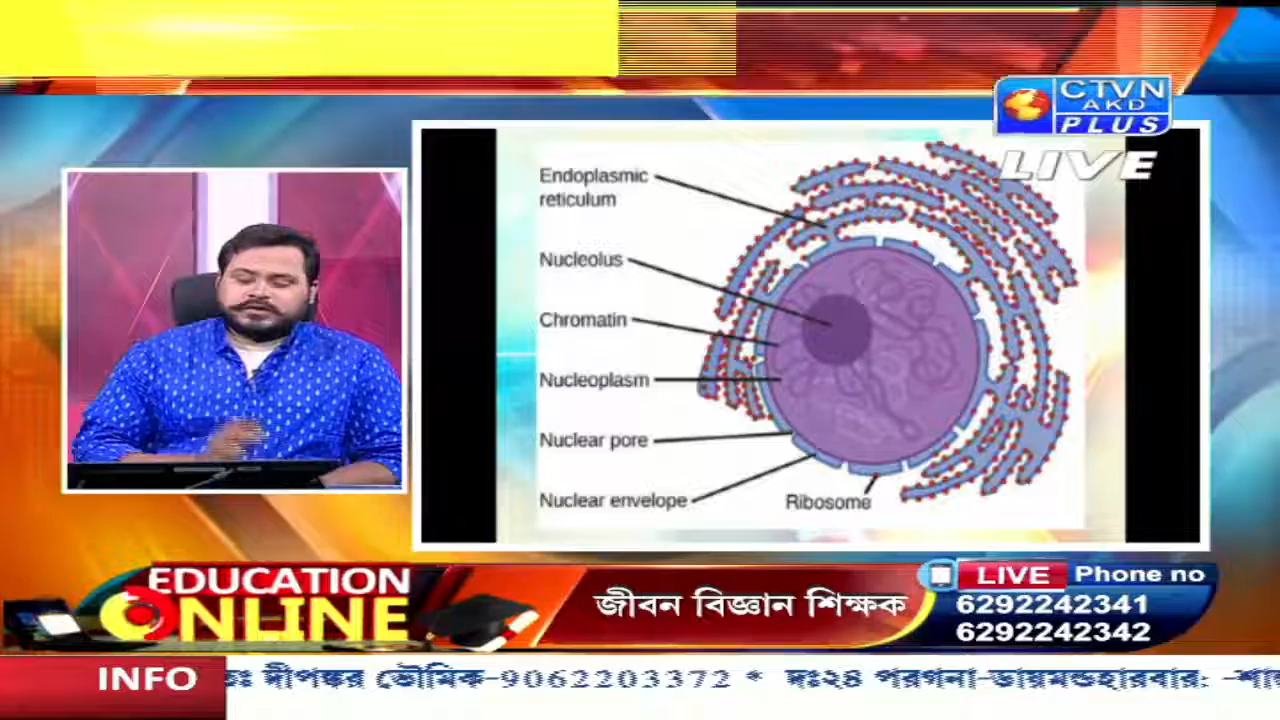 CTVN
AKD
PLUS
LIVE
Endoplasmic
reticulum
Nucleolus
Chromatin
Nucleoplasm
Nuclear pore
Nuclear envelope
Ribosome
EDUCATION
ONLINE
জীবন বিজ্ঞান শিক্ষক
LIVE Phone no
6292242341
6292242342
INFO
দীপঙ্কর ভৌমিক-9062203372 * দঃ২৪ পরগনা-ডায়মন্ডহারবার: